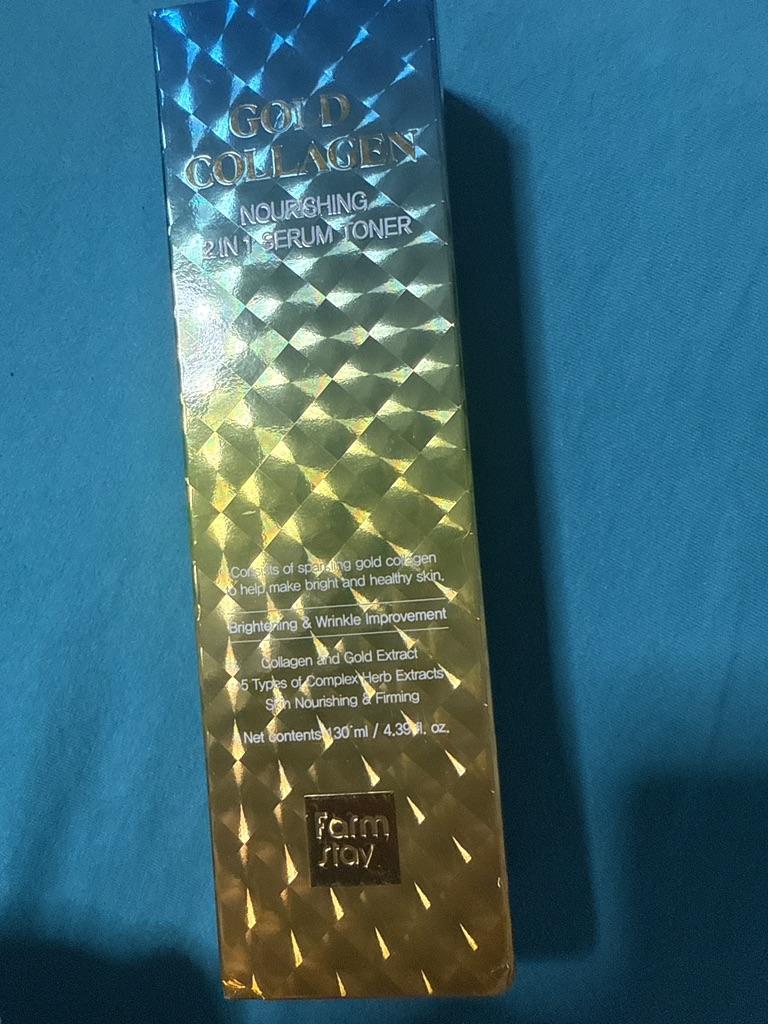 GOLD
COLLAGEN
NOURISHING
2 IN 1 SERUM TONER
Consists of sparkling gold collagen
to help make bright and healthy skin.
Brightening & Wrinkle Improvement
Collagen and Gold Extract
5 Types of Complex Herb Extracts
Skin Nourishing & Firming
Net contents 130 ml / 4.39 fl. oz.
Farm
stay